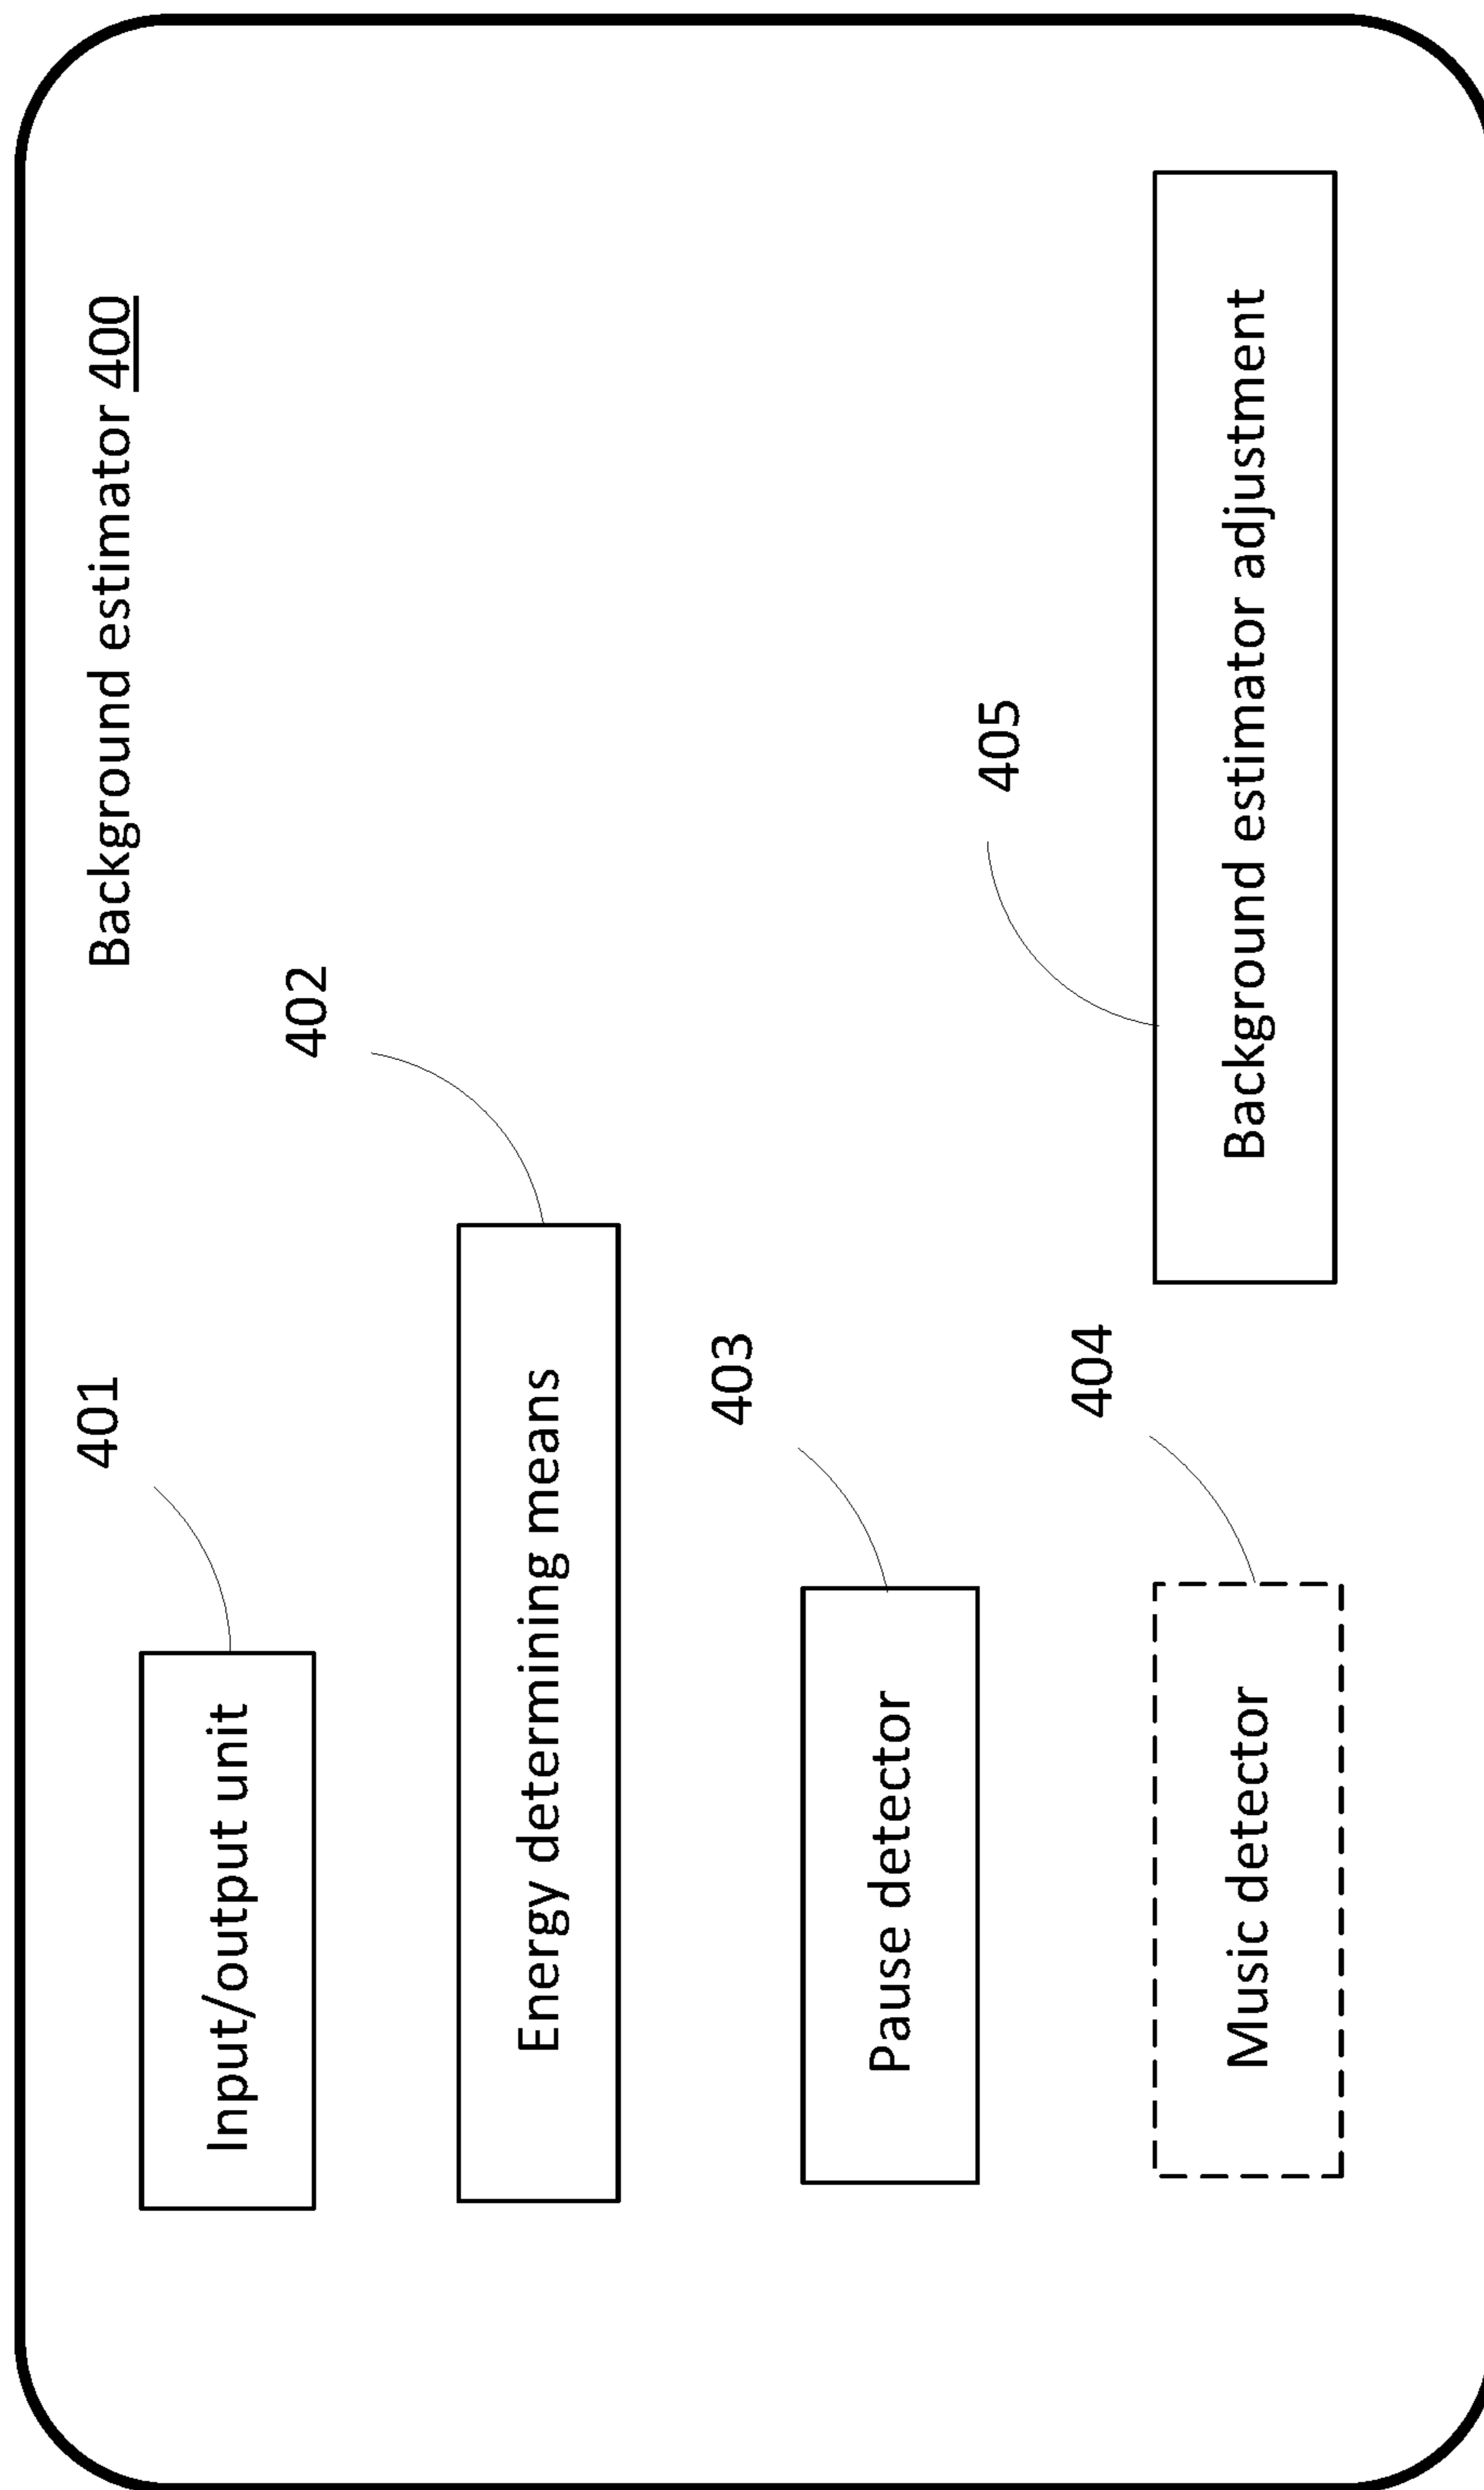 Background estimator 400
401
Input/output unit
402
Energy determining means
403
Pause detector
404
Music detector
405
Background estimator adjustment